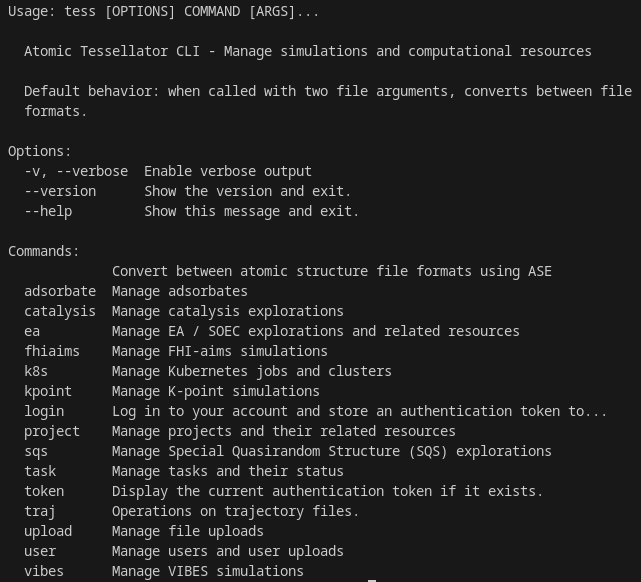 Usage: tess [OPTIONS] COMMAND [ARGS]...
Atomic Tessellator CLI - Manage simulations and computational resources
Default behavior: when called with two file arguments, converts between file
formats.
Options:
-v, --verbose  Enable verbose output
--version      Show the version and exit.
--help         Show this message and exit.
Commands:
Convert between atomic structure file formats using ASE
adsorbate  Manage adsorbates
catalysis  Manage catalysis explorations
ea         Manage EA / SOEC explorations and related resources
fhiaims    Manage FHI-aims simulations
k8s        Manage Kubernetes jobs and clusters
kpoint     Manage K-point simulations
login      Log in to your account and store an authentication token to...
project    Manage projects and their related resources
sqs        Manage Special Quasirandom Structure (SQS) explorations
task       Manage tasks and their status
token      Display the current authentication token if it exists.
traj       Operations on trajectory files.
upload     Manage file uploads
user       Manage users and user uploads
vibes      Manage VIBES simulations